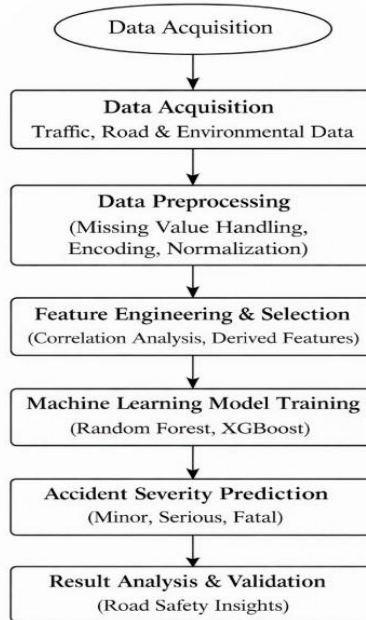 Data Acquisition
Data Acquisition
Traffic, Road & Environmental Data
Data Preprocessing
(Missing Value Handling,
Encoding, Normalization)
Feature Engineering & Selection
(Correlation Analysis, Derived Features)
Machine Learning Model Training
(Random Forest, XGBoost)
Accident Severity Prediction
(Minor, Serious, Fatal)
Result Analysis & Validation
(Road Safety Insights)